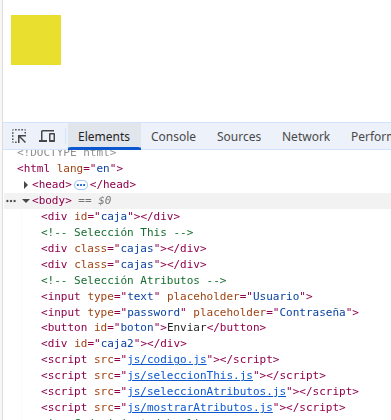 Elements Console Sources Network Perforn
<!DOCTYPE html>
<html lang="en">
<head> ⋯ </head>
⋯ <body> == $0
<div id="caja"></div>
<!-- Selección This -->
<div class="cajas"></div>
<div class="cajas"></div>
<!-- Selección Atributos -->
<input type="text" placeholder="Usuario">
<input type="password" placeholder="Contraseña">
<button id="boton">Enviar</button>
<div id="caja2"></div>
<script src="js/codigo.js"></script>
<script src="js/seleccionThis.js"></script>
<script src="js/seleccionAtributos.js"></script>
<script src="js/mostrarAtributos.js"></script>